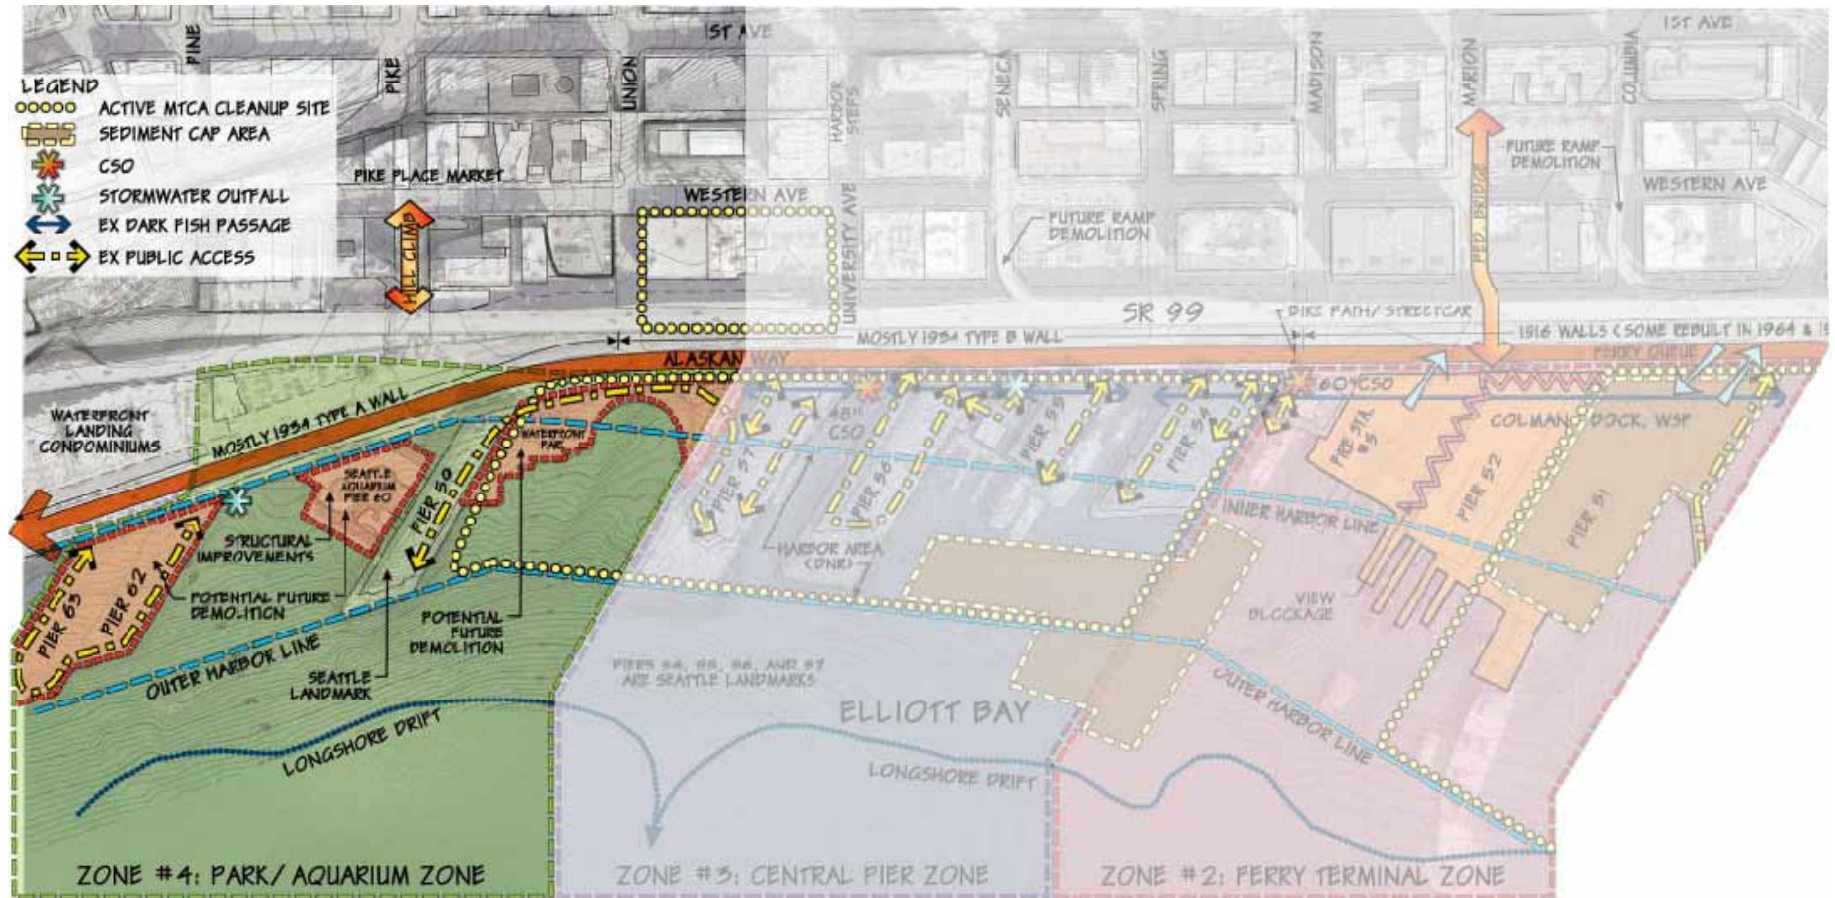 1ST AVE
1ST AVE
PINE
PIKE
UNION
HARBOR
STEPS
SENECA
SPRING
MADISON
MARION
COLUMBIA
LEGEND
ACTIVE MTCA CLEANUP SITE
SEDIMENT CAP AREA
CSO
STORMWATER OUTFALL
EX DARK FISH PASSAGE
EX PUBLIC ACCESS
PIKE PLACE MARKET
HILL CLIMB
WESTERN AVE
UNIVERSITY AVE
FUTURE RAMP
DEMOLITION
PED. BRIDGE
FUTURE RAMP
DEMOLITION
WESTERN AVE
SR 99
BIKE PATH/ STREETCAR
MOSTLY 1934 TYPE B WALL
1916 WALLS (SOME REBUILT IN 1964 &
FERRY QUEUE
ALASKAN WAY
MOSTLY 1934 TYPE A WALL
WATERFRONT
LANDING
CONDOMINIUMS
SEATTLE
AQUARIUM
PIER 60
PIER 59
WATERFRONT
PARK
48"
CSO
60" CSO
PIER 57
PIER 56
PIER 55
PIER 54
FIRE STA.
#5
COLMAN DOCK, WSF
PIER 52
PIER 51
INNER HARBOR LINE
HARBOR AREA
(DNR)
VIEW
BLOCKAGE
STRUCTURAL
IMPROVEMENTS
POTENTIAL FUTURE
DEMOLITION
PIER 63
PIER 62
OUTER HARBOR LINE
SEATTLE
LANDMARK
POTENTIAL
FUTURE
DEMOLITION
PIERS 54, 55, 56, AND 57
ARE SEATTLE LANDMARKS
ELLIOTT BAY
OUTER HARBOR LINE
LONGSHORE DRIFT
LONGSHORE DRIFT
ZONE #4: PARK/ AQUARIUM ZONE
ZONE #3: CENTRAL PIER ZONE
ZONE #2: FERRY TERMINAL ZONE